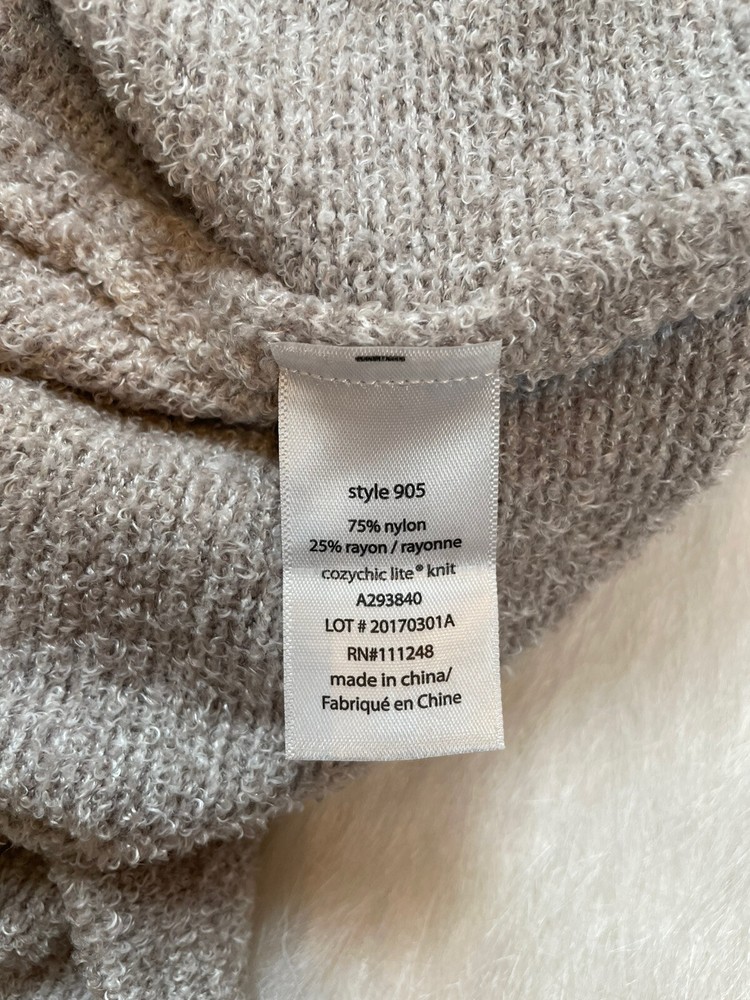 style 905
75% nylon
25% rayon / rayonne
cozychic lite® knit
A293840
LOT # 20170301A
RN#111248
made in china/
Fabriqué en Chine